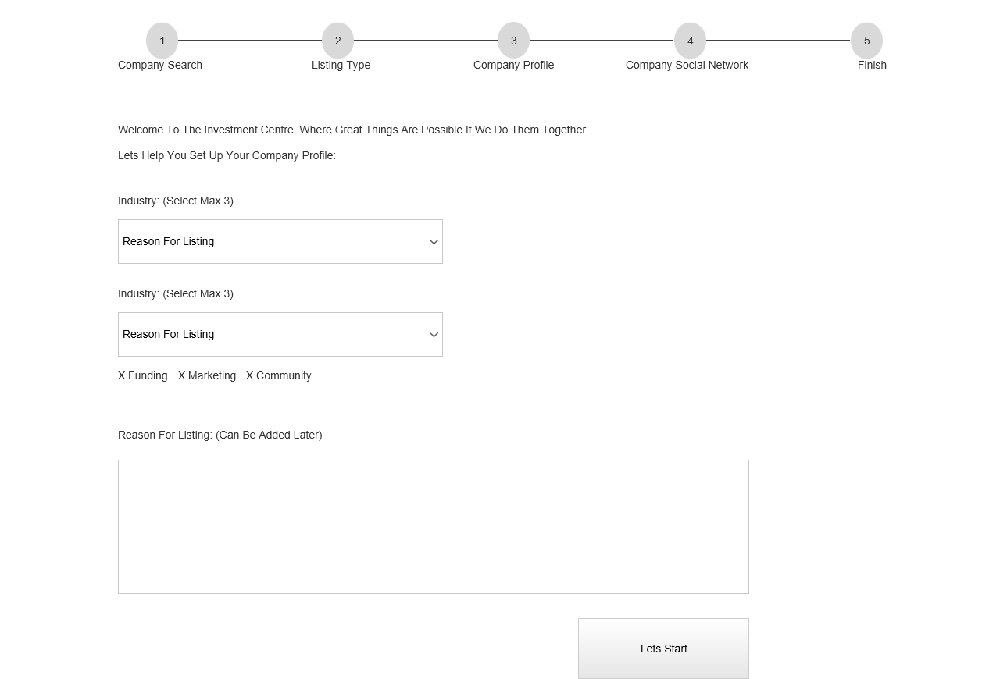 1 2 3 4 5
Company Search Listing Type Company Profile Company Social Network Finish
Welcome To The Investment Centre, Where Great Things Are Possible If We Do Them Together
Lets Help You Set Up Your Company Profile:
Industry: (Select Max 3)
Reason For Listing
Industry: (Select Max 3)
Reason For Listing
X Funding X Marketing X Community
Reason For Listing: (Can Be Added Later)
Lets Start